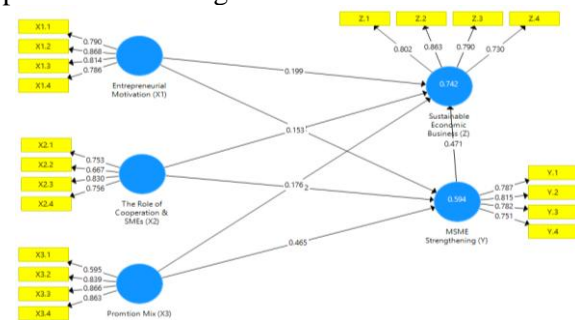 Z.1
Z.2
Z.3
Z.4
X1.1
X1.2
X1.3
X1.4
0.790
0.868
0.814
0.786
0.802
0.863
0.790
0.730
Entrepreneurial
Motivation (X1)
0.199
0.742
Sustainable
Economic
Business (Z)
X2.1
X2.2
X2.3
X2.4
0.753
0.667
0.830
0.756
0.153
0.471
The Role of
Cooperation &
SMEs (X2)
0.176
2
0.594
MSME
Strengthening (Y)
Y.1
Y.2
Y.3
Y.4
0.787
0.815
0.782
0.751
X3.1
X3.2
X3.3
X3.4
0.595
0.839
0.866
0.863
0.465
Promtion Mix (X3)